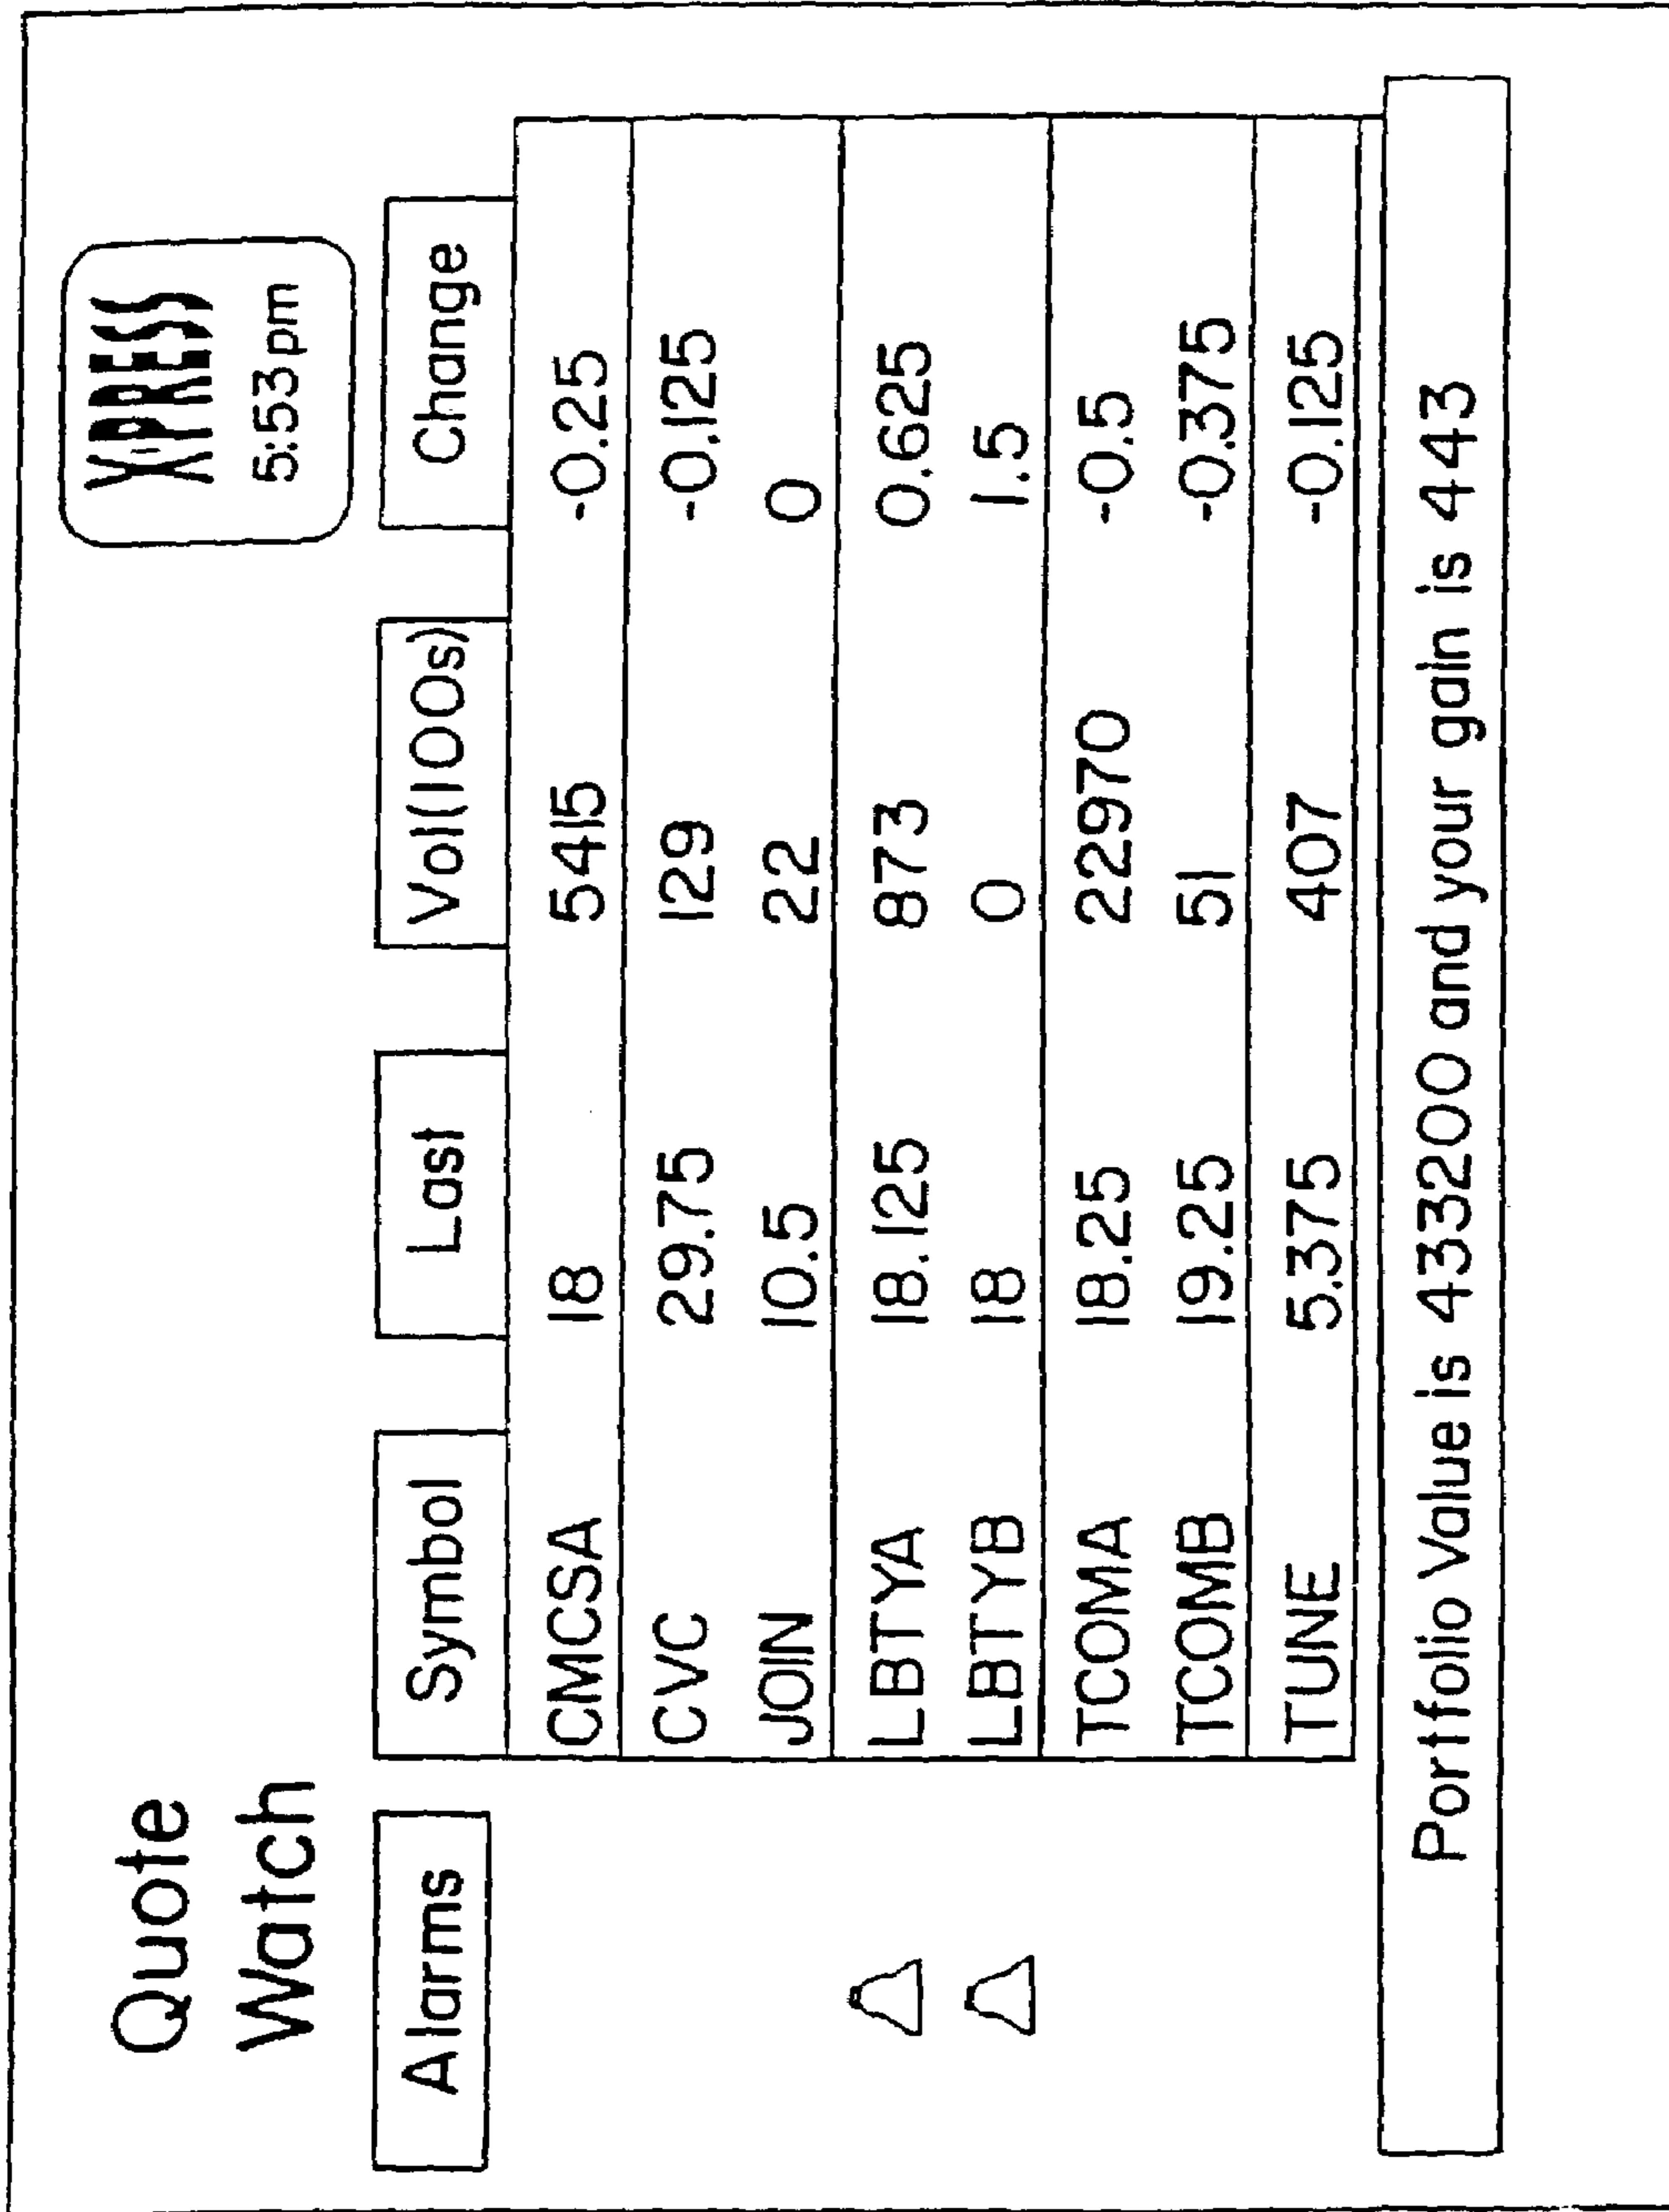 Quote
Watch
XPRESS
5:53 pm
Alarms Symbol Last Vol(100s) Change
CMCSA 18 5415 -0.25
CVC 29.75 129 -0.125
JOIN 10.5 22 0
LBTYA 18.125 873 0.625
LBTYB 18 0 1.5
TCOMA 18.25 22970 -0.5
TCOMB 19.25 51 -0.375
TUNE 5.375 407 -0.125
Portfolio Value is 433200 and your gain is 443